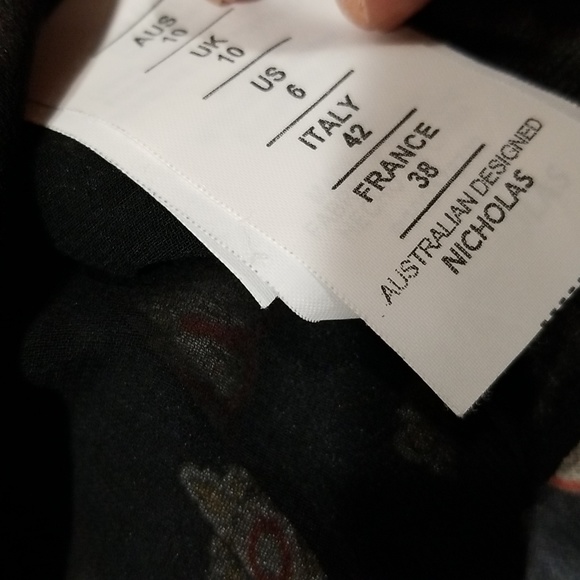 AUS
10
UK
10
US
6
ITALY
42
FRANCE
38
AUSTRALIAN DESIGNED
NICHOLAS